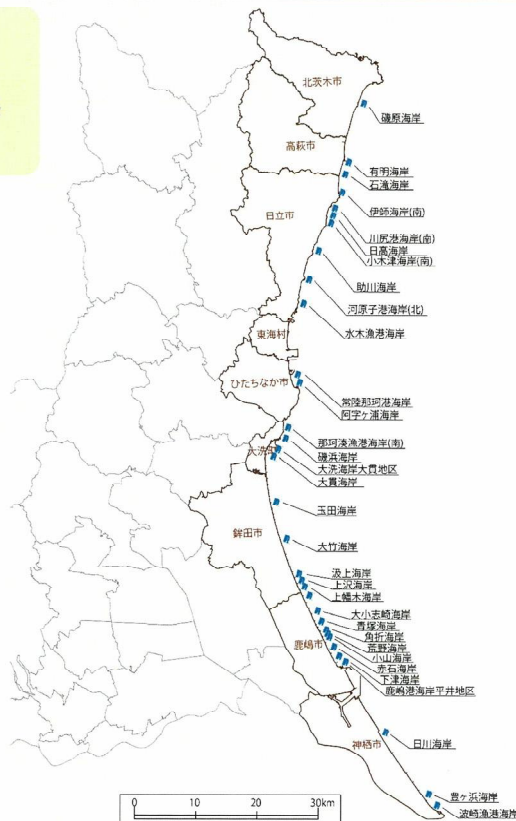 北茨木市
磯原海岸
高萩市
有明海岸
石滝海岸
伊師海岸(南)
日立市
川尻港海岸(南)
日高海岸
小木津海岸(南)
助川海岸
河原子港海岸(北)
水木漁港海岸
東海村
常陸那珂港海岸
ひたちなか市
阿字ヶ浦海岸
那珂湊漁港海岸(南)
磯浜海岸
大洗町
大洗海岸大貫地区
大貫海岸
玉田海岸
鉾田市
大竹海岸
汲上海岸
上沢海岸
上幡木海岸
大小志崎海岸
青塚海岸
角折海岸
鹿嶋市
荒野海岸
小山海岸
赤石海岸
下津海岸
鹿嶋港海岸平井地区
日川海岸
神栖市
豊ヶ浜海岸
波崎漁港海岸
0 10 20 30km